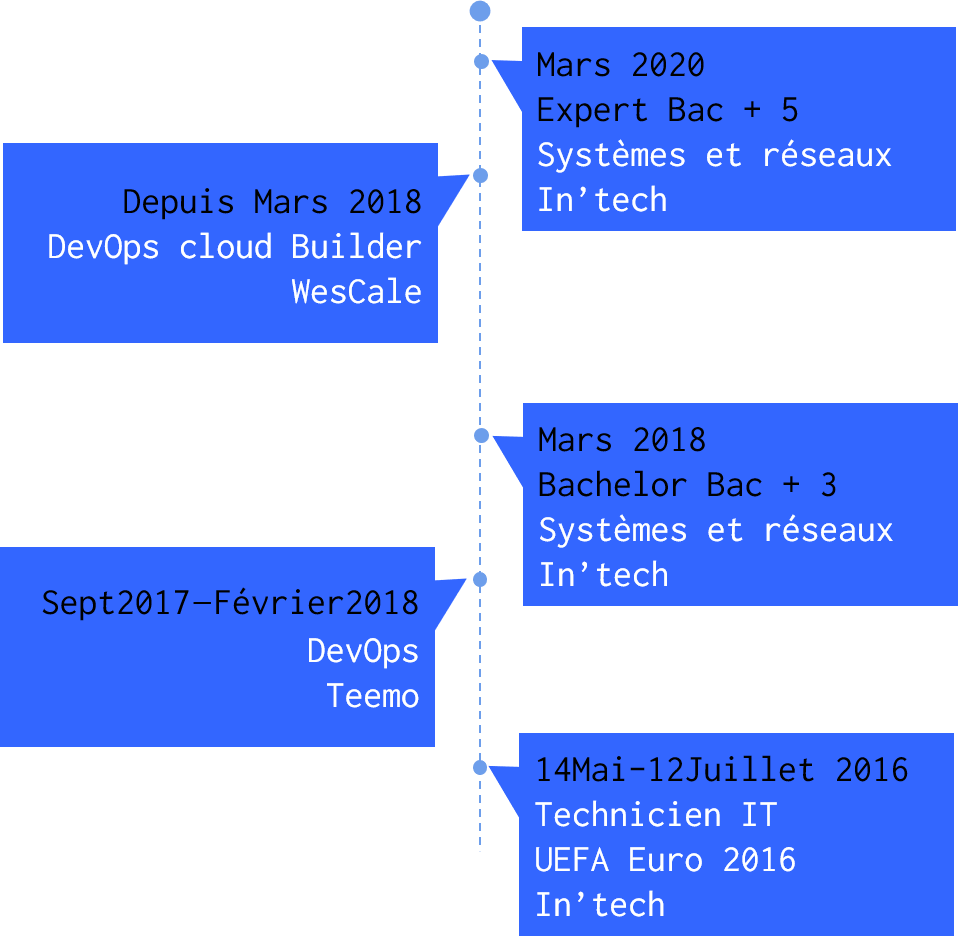 Mars 2020
Expert Bac + 5
Systèmes et réseaux
In’tech
Depuis Mars 2018
DevOps cloud Builder
WesCale
Mars 2018
Bachelor Bac + 3
Systèmes et réseaux
In’tech
Sept2017–Février2018
DevOps
Teemo
14Mai-12Juillet 2016
Technicien IT
UEFA Euro 2016
In’tech